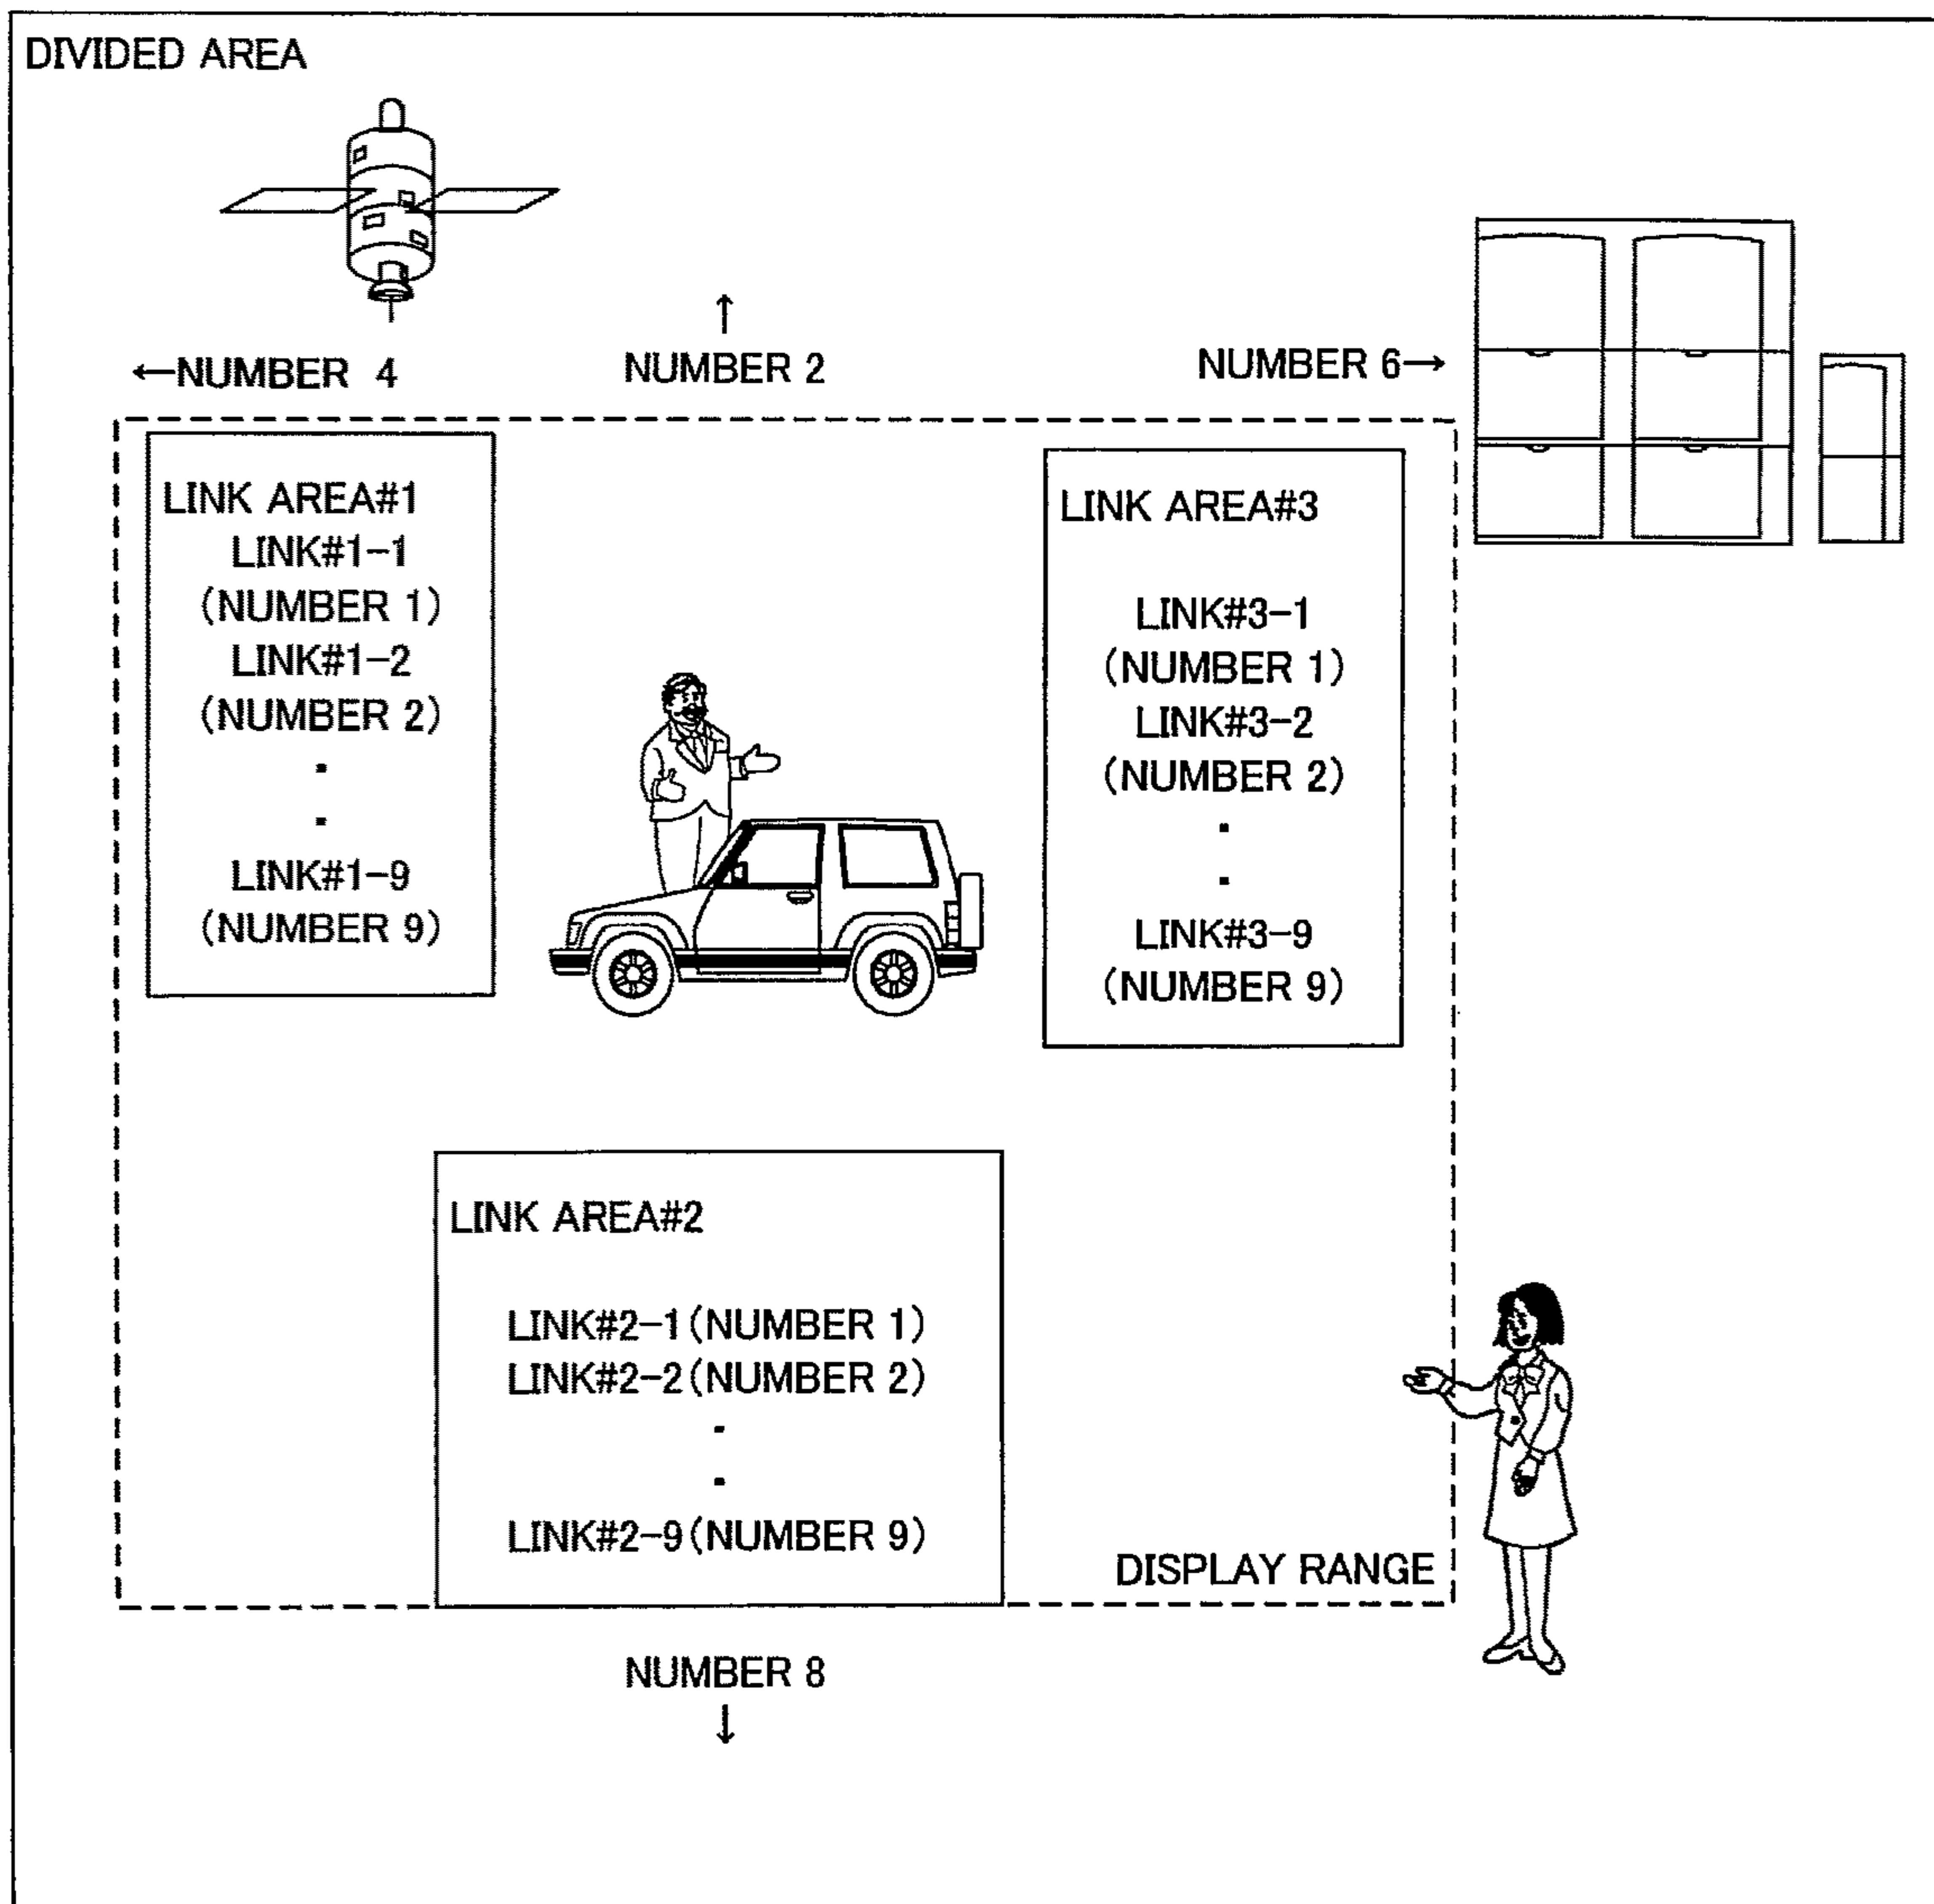 DIVIDED AREA
←NUMBER 4
↑
NUMBER 2
NUMBER 6→
LINK AREA#1
LINK#1-1
(NUMBER 1)
LINK#1-2
(NUMBER 2)
.
.
LINK#1-9
(NUMBER 9)
LINK AREA#3
LINK#3-1
(NUMBER 1)
LINK#3-2
(NUMBER 2)
.
.
LINK#3-9
(NUMBER 9)
LINK AREA#2
LINK#2-1(NUMBER 1)
LINK#2-2(NUMBER 2)
.
.
LINK#2-9(NUMBER 9)
DISPLAY RANGE
NUMBER 8
↓